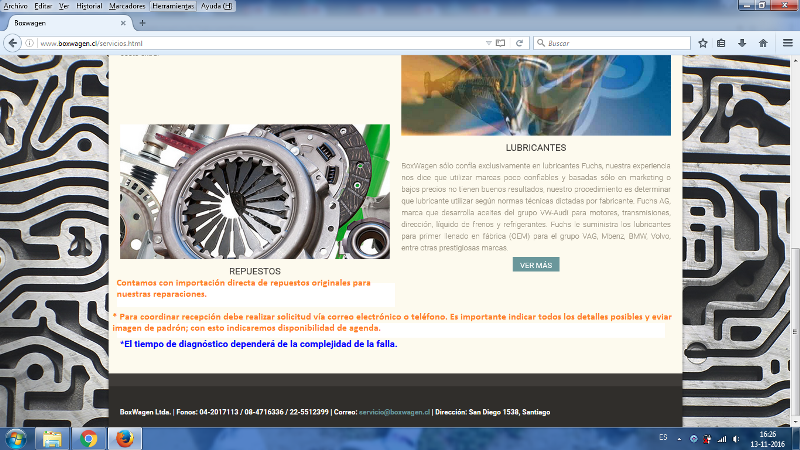 Archivo Editar Ver Historial Marcadores Herramientas Ayuda (H)
Boxwagen
www.boxwagen.cl/servicios.html
Buscar
LUBRICANTES
BoxWagen sólo confía exclusivamente en lubricantes Fuchs, nuestra experiencia
nos dice que utilizar marcas poco confiables y basadas sólo en marketing o
bajos precios no tienen buenos resultados, nuestro procedimiento es determinar
que lubricante utilizar según normas técnicas dictadas por fabricante, Fuchs AG,
marca que desarrolla aceites del grupo VW-Audi para motores, transmisiones,
dirección, líquido de frenos y refrigerantes. Fuchs le suministra los lubricantes
para primer llenado en fábrica (OEM) para el grupo VAG, Mbenz, BMW, Volvo,
entre otras prestigiosas marcas
VER MÁS
REPUESTOS
Contamos con importación directa de repuestos originales para
nuestras reparaciones.
* Para coordinar recepción debe realizar solicitud vía correo electrónico o teléfono. Es importante indicar todos los detalles posibles y eviar
imagen de padrón; con esto indicaremos disponibilidad de agenda.
*El tiempo de diagnóstico dependerá de la complejidad de la falla.
BoxWagen Ltda. | Fonos: 04-2017113 / 08-4716336 / 22-5512399 | Correo: servicio@boxwagen.cl | Dirección: San Diego 1538, Santiago
ES
16:26
13-11-2016